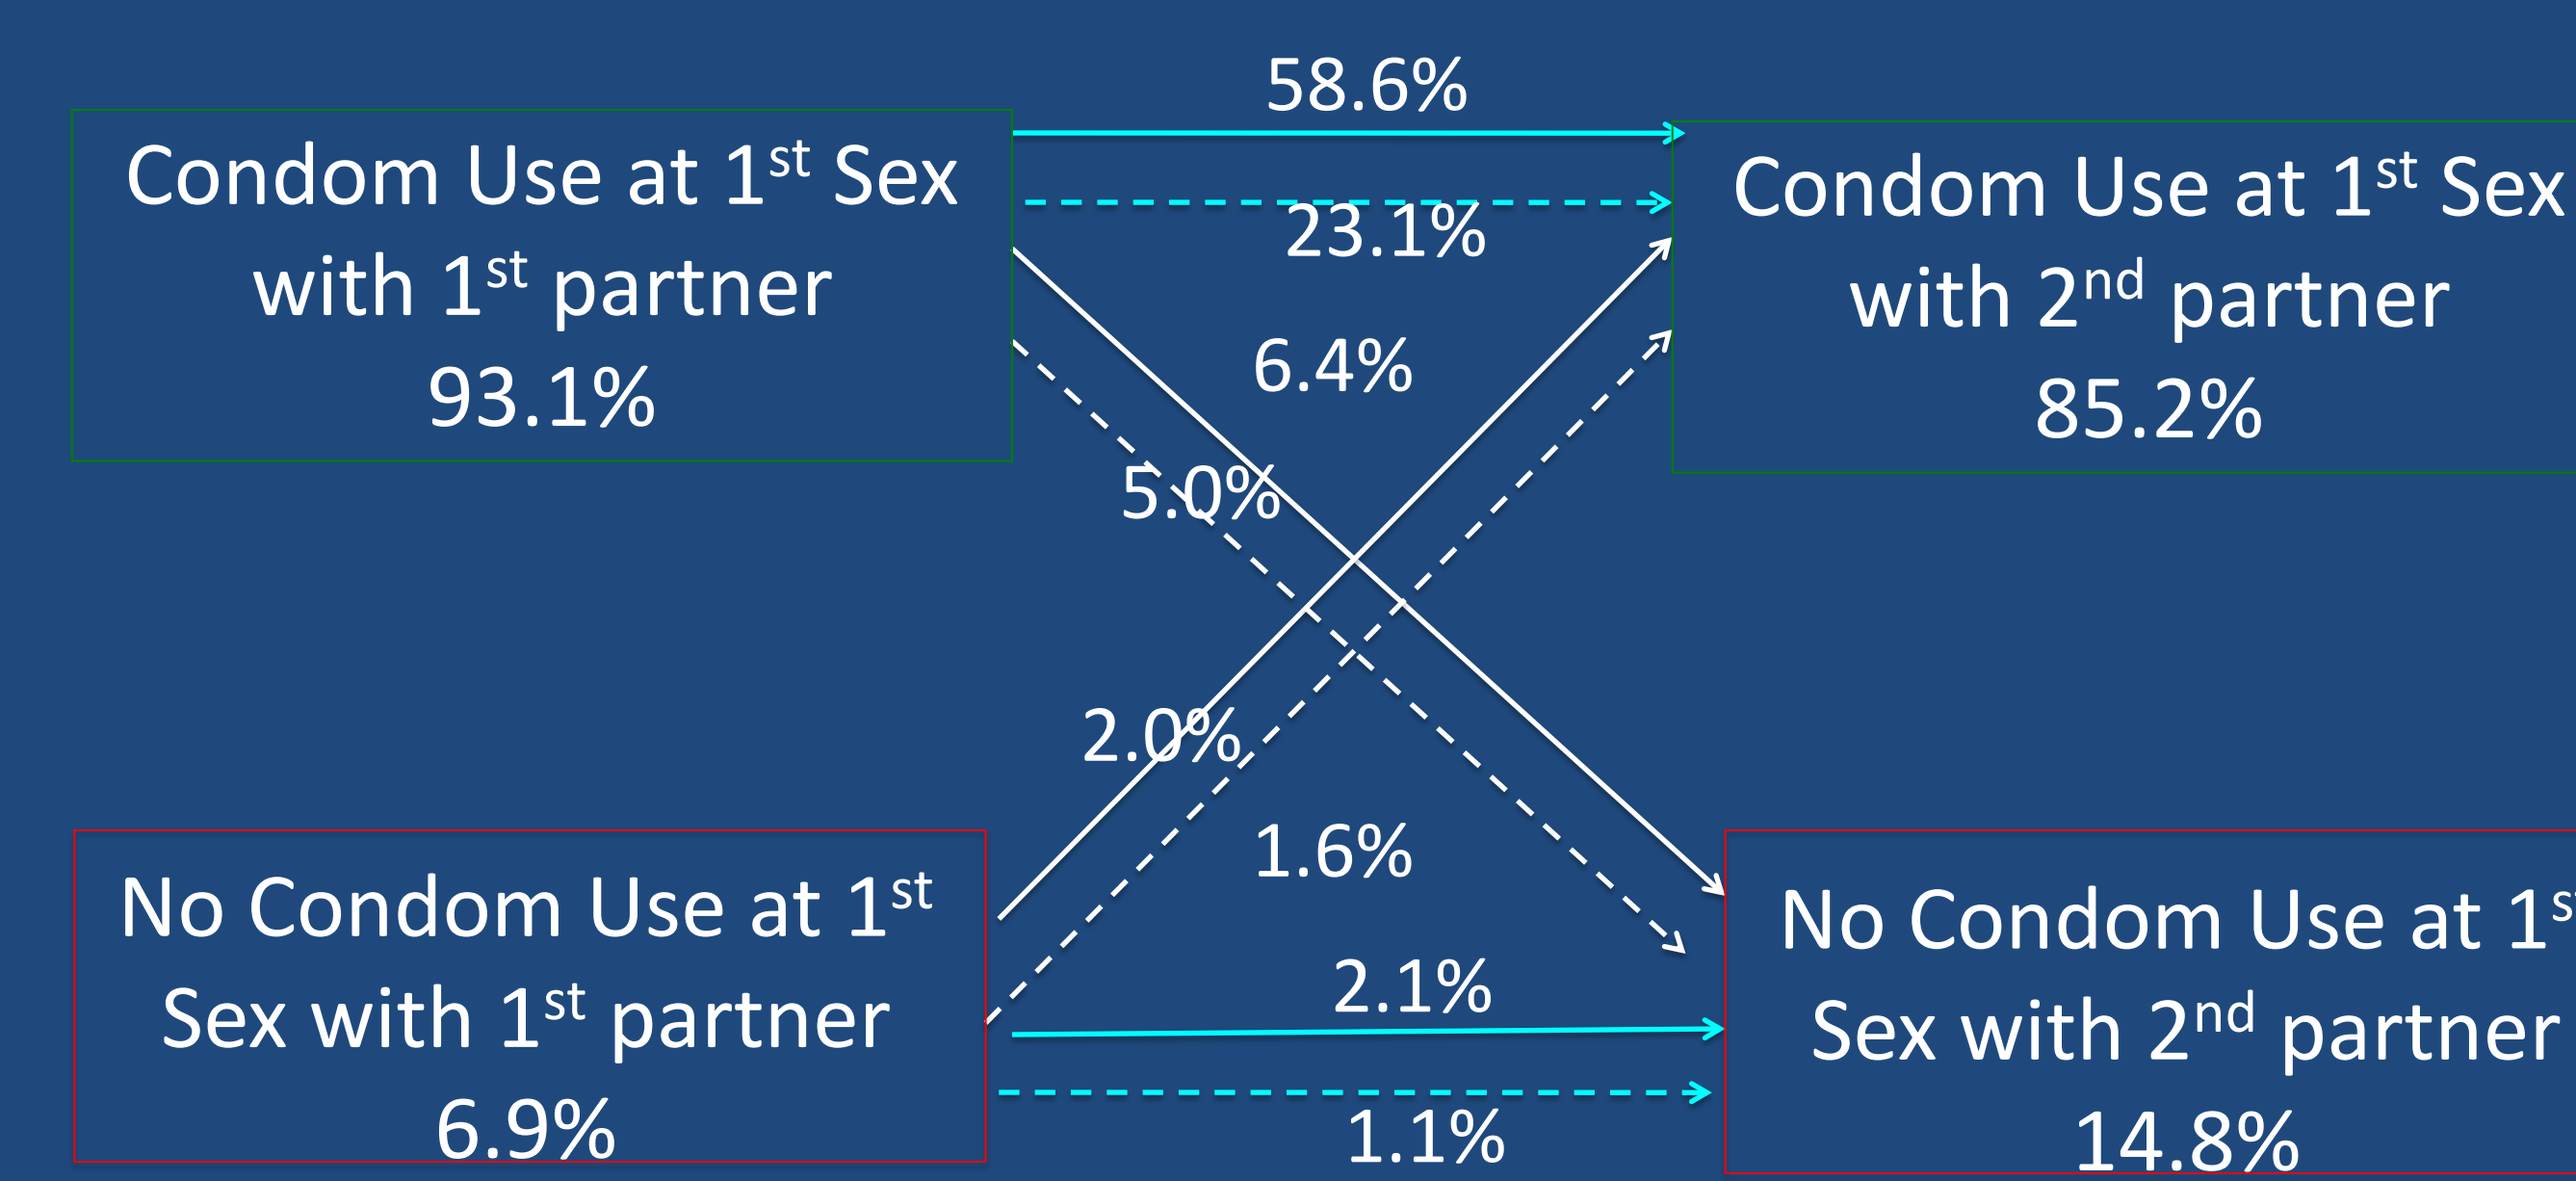 58.6%
Condom Use at 1st Sex
with 1st partner
93.1%
23.1%
6.4%
5.0%
Condom Use at 1st Sex
with 2nd partner
85.2%
2.0%
1.6%
2.1%
1.1%
No Condom Use at 1st
Sex with 1st partner
6.9%
No Condom Use at 1st
Sex with 2nd partner
14.8%